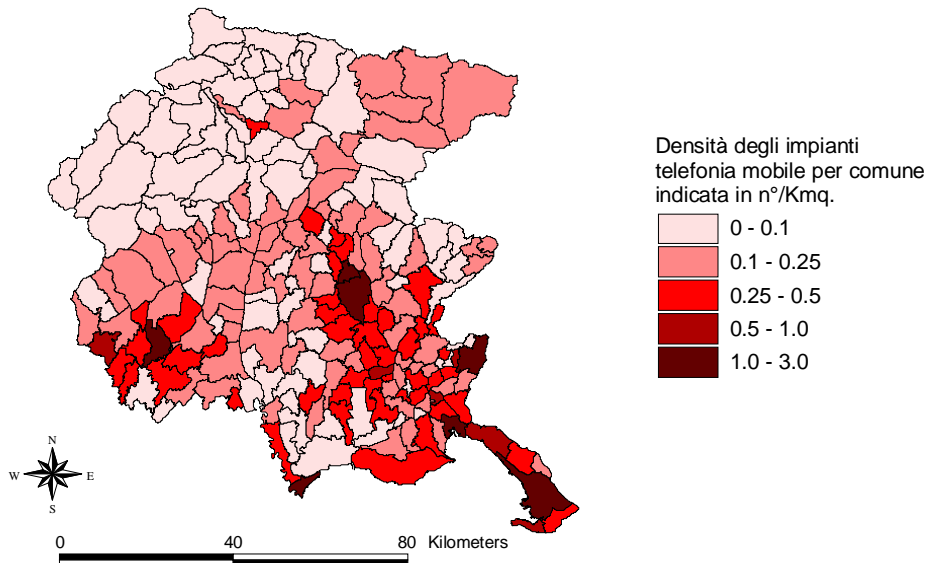 Densità degli impianti
telefonia mobile per comune
indicata in n°/Kmq.
0 - 0.1
0.1 - 0.25
0.25 - 0.5
0.5 - 1.0
1.0 - 3.0
N
W
E
S
0
40
80
Kilometers